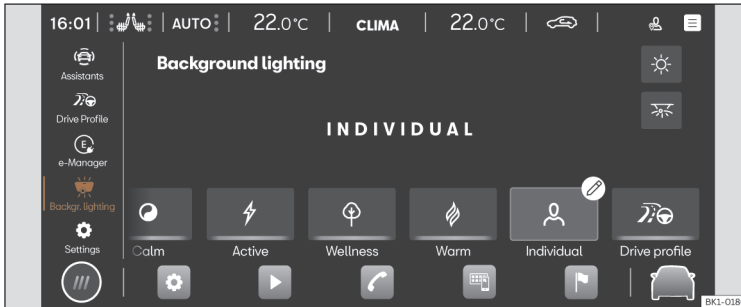 16:01 AUTO 22.0°C CLIMA 22.0°C
Background lighting
Assistants
Drive Profile
INDIVIDUAL
E
e-Manager
Backgr. lighting
Settings
Calm Active Wellness Warm Individual Drive profile
BK1-0186